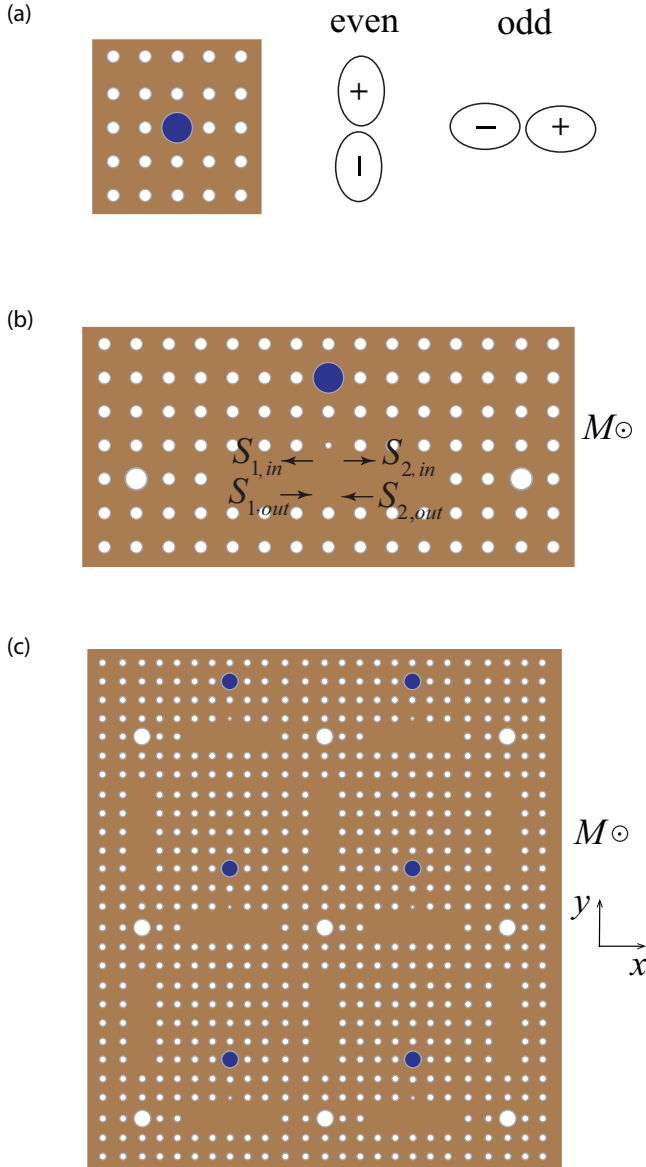 (a)
even odd
+ − +
−
(b)
M⊙
S1,in ← → S2,in
S1,out → ← S2,out
(c)
M⊙
y
x